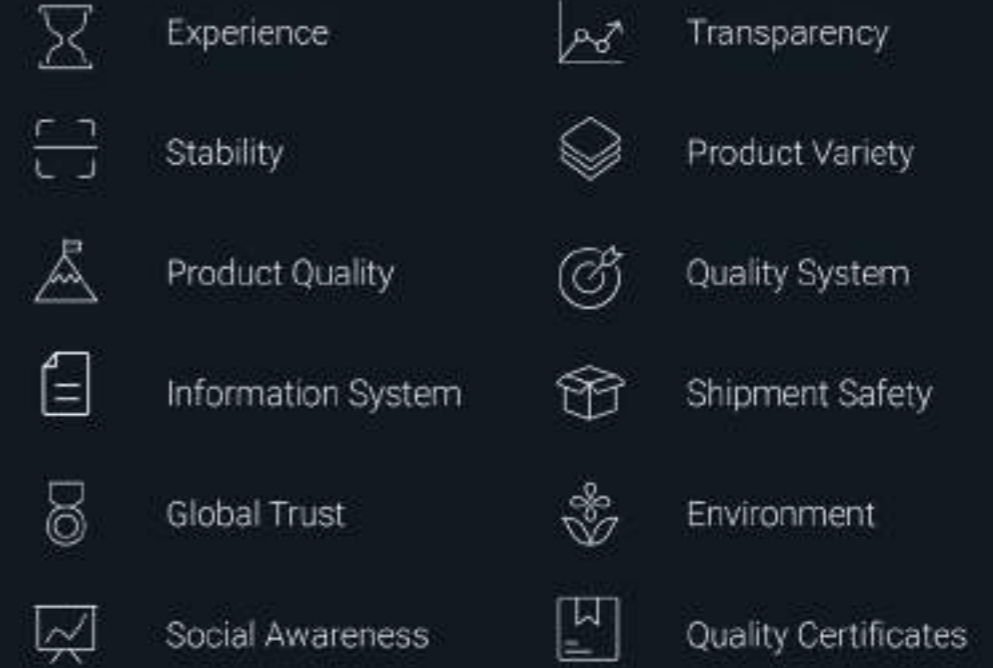 Experience
Transparency
Stability
Product Variety
Product Quality
Quality System
Information System
Shipment Safety
Global Trust
Environment
Social Awareness
Quality Certificates